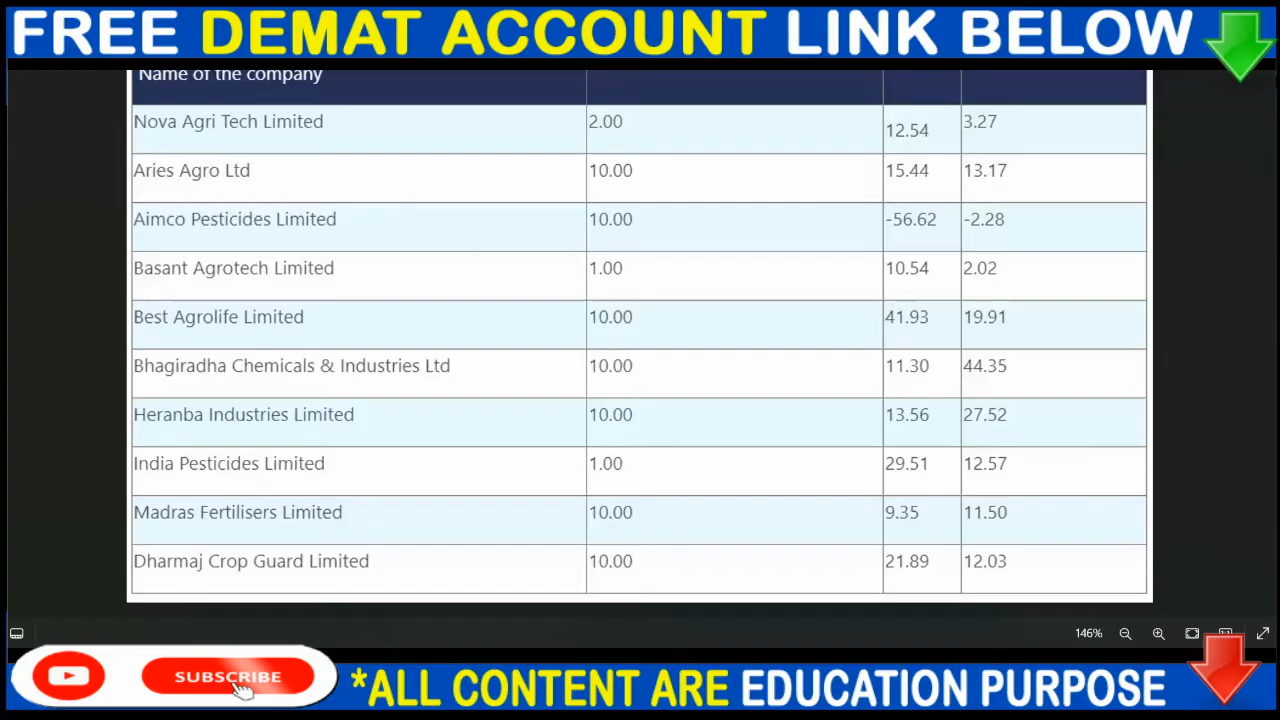 FREE DEMAT ACCOUNT LINK BELOW
Name of the company
Nova Agri Tech Limited 2.00 12.54 3.27
Aries Agro Ltd 10.00 15.44 13.17
Aimco Pesticides Limited 10.00 -56.62 -2.28
Basant Agrotech Limited 1.00 10.54 2.02
Best Agrolife Limited 10.00 41.93 19.91
Bhagiradha Chemicals & Industries Ltd 10.00 11.30 44.35
Heranba Industries Limited 10.00 13.56 27.52
India Pesticides Limited 1.00 29.51 12.57
Madras Fertilisers Limited 10.00 9.35 11.50
Dharmaj Crop Guard Limited 10.00 21.89 12.03
146%
SUBSCRIBE
*ALL CONTENT ARE EDUCATION PURPOSE